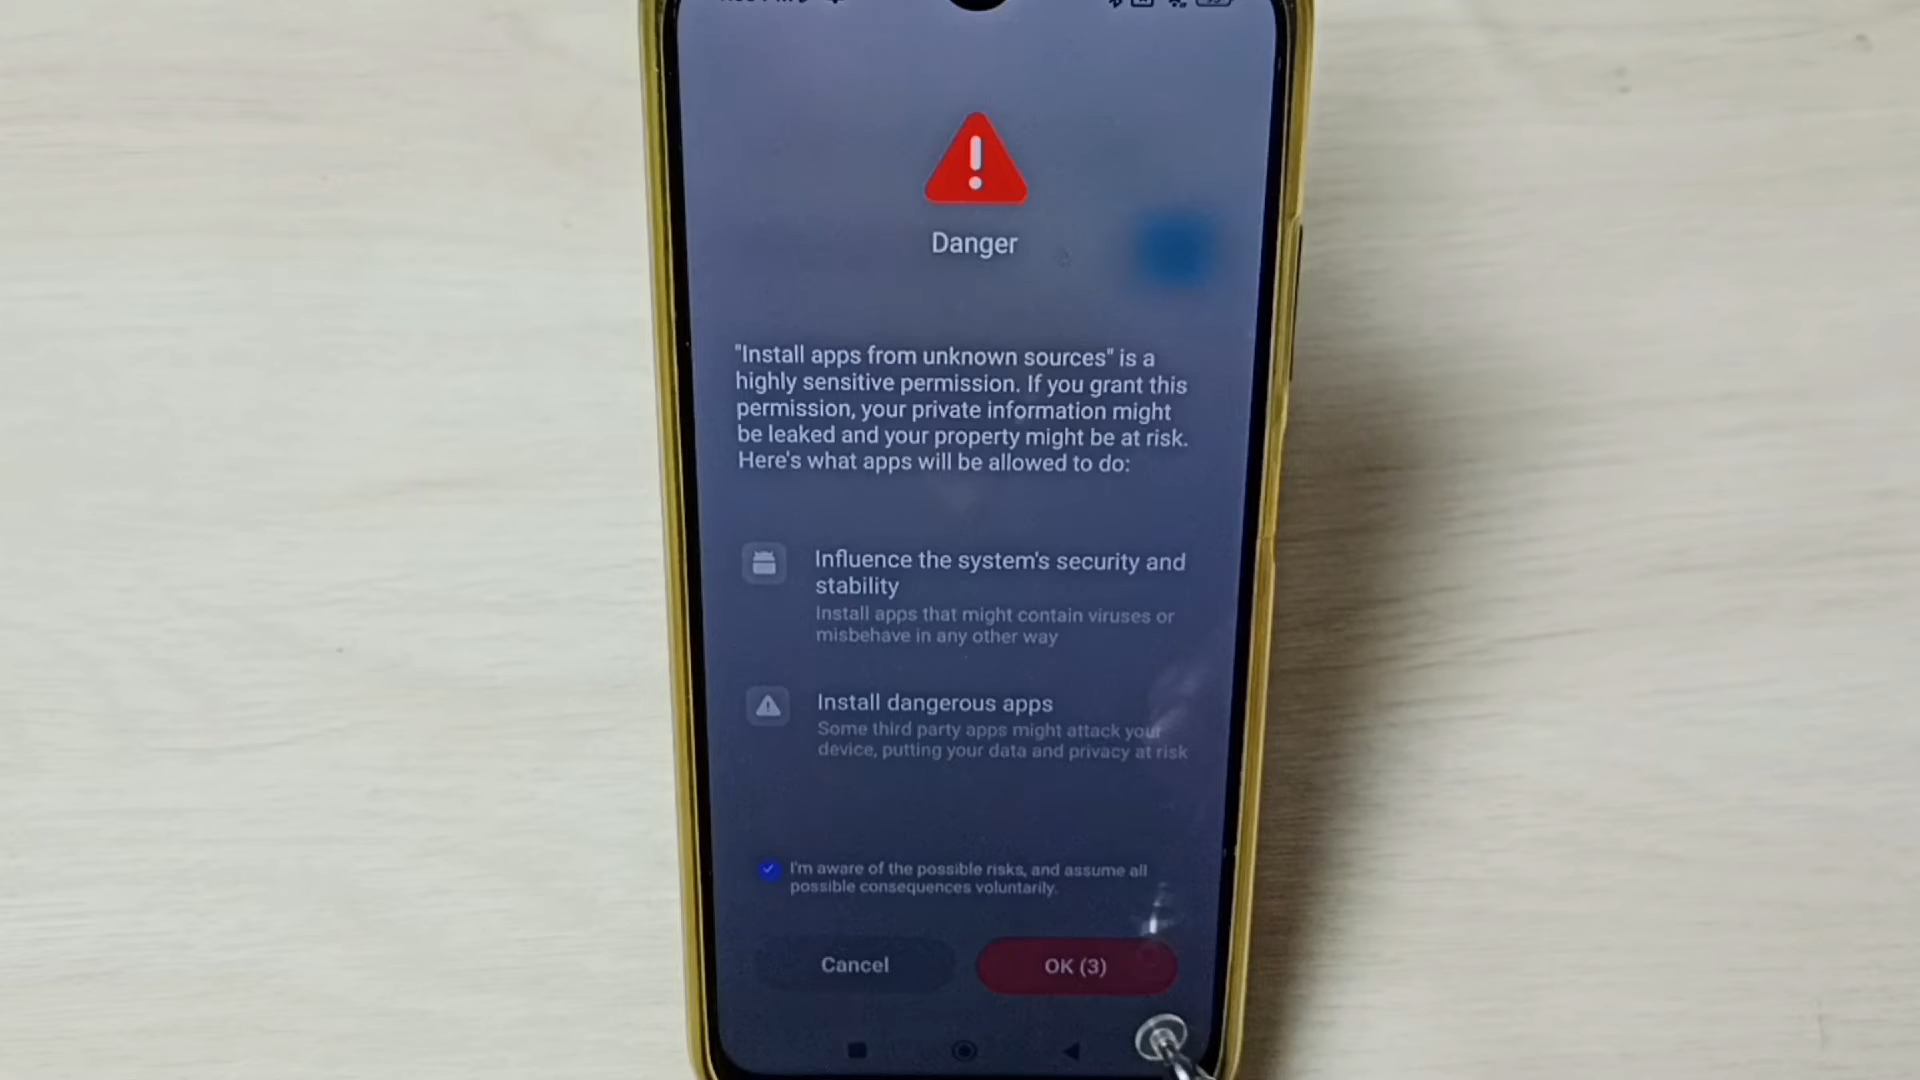 Danger
"Install apps from unknown sources" is a
highly sensitive permission. If you grant this
permission, your private information might
be leaked and your property might be at risk.
Here's what apps will be allowed to do:
Influence the system's security and
stability
Install apps that might contain viruses or
misbehave in any other way
Install dangerous apps
Some third party apps might attack your
device, putting your data and privacy at risk
I'm aware of the possible risks, and assume all
possible consequences voluntarily.
Cancel
OK (3)